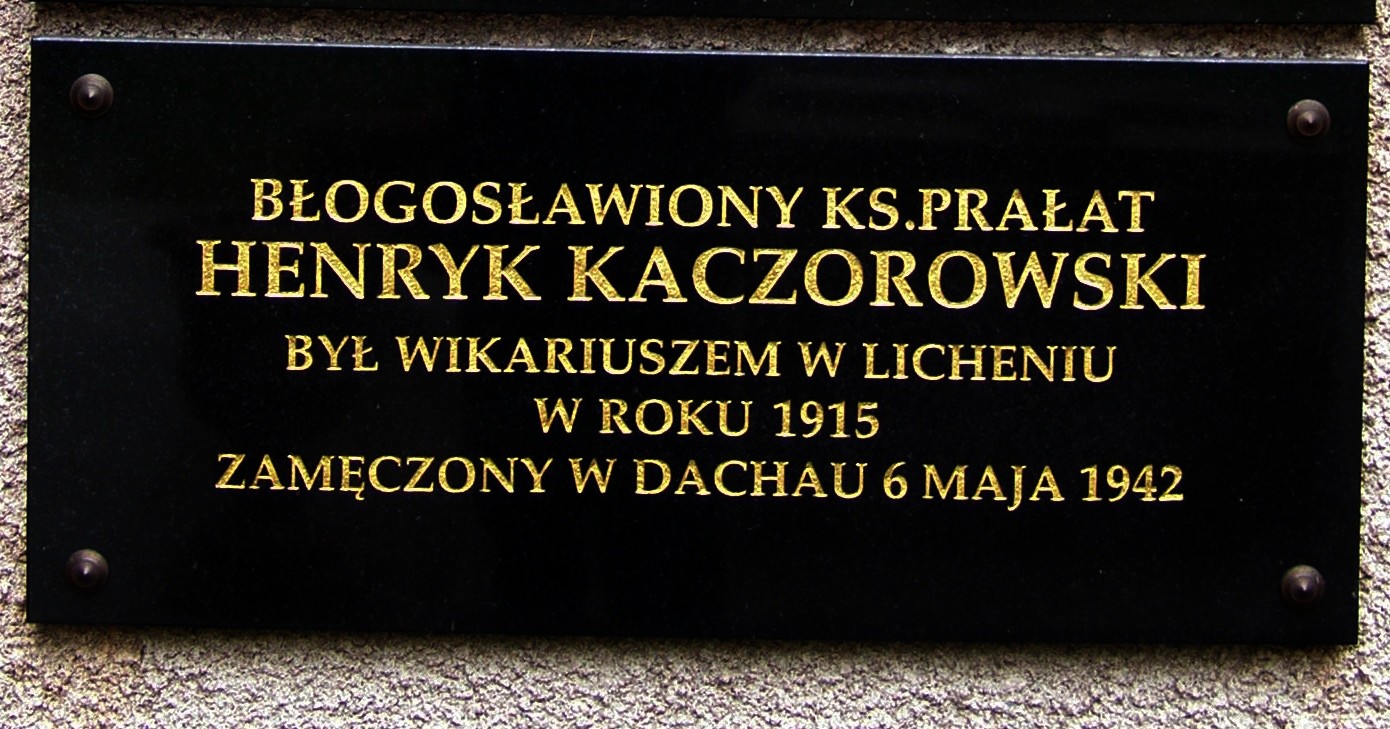 BŁOGOSŁAWIONY KS.PRAŁAT
HENRYK KACZOROWSKI
BYŁ WIKARIUSZEM W LICHENIU
W ROKU 1915
ZAMĘCZONY W DACHAU 6 MAJA 1942